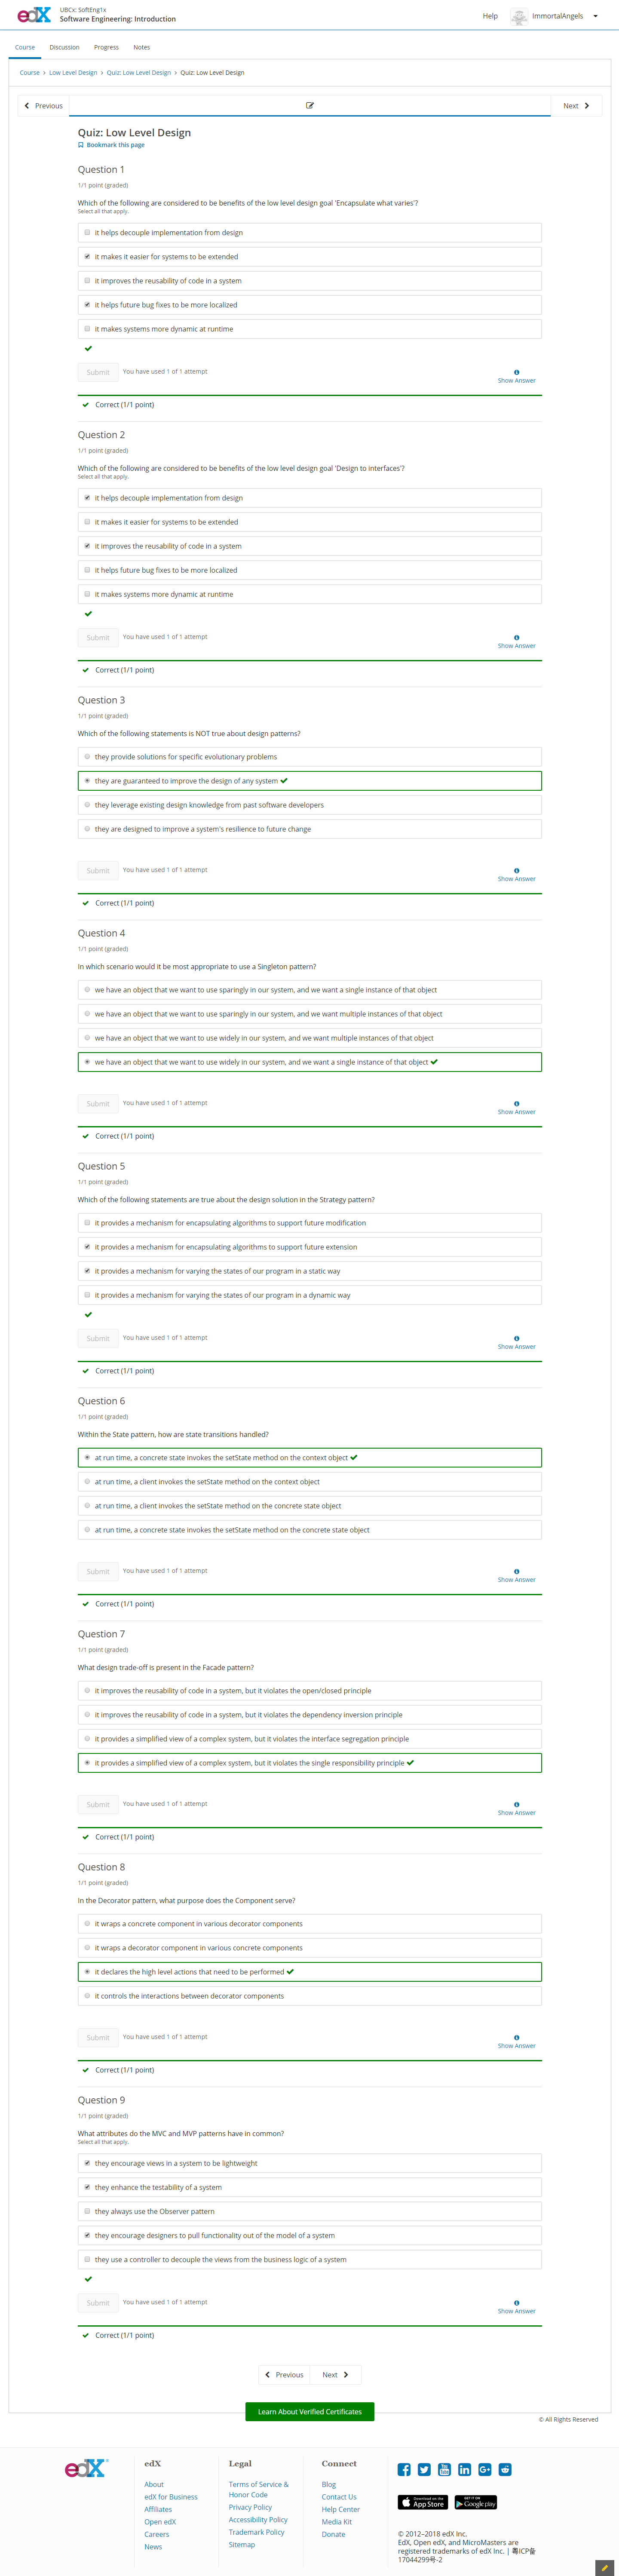 edX
UBCx: SoftEng1x
Software Engineering: Introduction
Help
ImmortalAngels
Course Discussion Progress Notes
Course > Low Level Design > Quiz: Low Level Design > Quiz: Low Level Design
Previous
Next
Quiz: Low Level Design
Bookmark this page
Question 1
1/1 point (graded)
Which of the following are considered to be benefits of the low level design goal 'Encapsulate what varies'?
Select all that apply.
it helps decouple implementation from design
it makes it easier for systems to be extended
it improves the reusability of code in a system
it helps future bug fixes to be more localized
it makes systems more dynamic at runtime
Submit
You have used 1 of 1 attempt
Show Answer
Correct (1/1 point)
Question 2
1/1 point (graded)
Which of the following are considered to be benefits of the low level design goal 'Design to interfaces'?
Select all that apply.
it helps decouple implementation from design
it makes it easier for systems to be extended
it improves the reusability of code in a system
it helps future bug fixes to be more localized
it makes systems more dynamic at runtime
Submit
You have used 1 of 1 attempt
Show Answer
Correct (1/1 point)
Question 3
1/1 point (graded)
Which of the following statements is NOT true about design patterns?
they provide solutions for specific evolutionary problems
they are guaranteed to improve the design of any system
they leverage existing design knowledge from past software developers
they are designed to improve a system's resilience to future change
Submit
You have used 1 of 1 attempt
Show Answer
Correct (1/1 point)
Question 4
1/1 point (graded)
In which scenario would it be most appropriate to use a Singleton pattern?
we have an object that we want to use sparingly in our system, and we want a single instance of that object
we have an object that we want to use sparingly in our system, and we want multiple instances of that object
we have an object that we want to use widely in our system, and we want multiple instances of that object
we have an object that we want to use widely in our system, and we want a single instance of that object
Submit
You have used 1 of 1 attempt
Show Answer
Correct (1/1 point)
Question 5
1/1 point (graded)
Which of the following statements are true about the design solution in the Strategy pattern?
it provides a mechanism for encapsulating algorithms to support future modification
it provides a mechanism for encapsulating algorithms to support future extension
it provides a mechanism for varying the states of our program in a static way
it provides a mechanism for varying the states of our program in a dynamic way
Submit
You have used 1 of 1 attempt
Show Answer
Correct (1/1 point)
Question 6
1/1 point (graded)
Within the State pattern, how are state transitions handled?
at run time, a concrete state invokes the setState method on the context object
at run time, a client invokes the setState method on the context object
at run time, a client invokes the setState method on the concrete state object
at run time, a concrete state invokes the setState method on the concrete state object
Submit
You have used 1 of 1 attempt
Show Answer
Correct (1/1 point)
Question 7
1/1 point (graded)
What design trade-off is present in the Facade pattern?
it improves the reusability of code in a system, but it violates the open/closed principle
it improves the reusability of code in a system, but it violates the dependency inversion principle
it provides a simplified view of a complex system, but it violates the interface segregation principle
it provides a simplified view of a complex system, but it violates the single responsibility principle
Submit
You have used 1 of 1 attempt
Show Answer
Correct (1/1 point)
Question 8
1/1 point (graded)
In the Decorator pattern, what purpose does the Component serve?
it wraps a concrete component in various decorator components
it wraps a decorator component in various concrete components
it declares the high level actions that need to be performed
it controls the interactions between decorator components
Submit
You have used 1 of 1 attempt
Show Answer
Correct (1/1 point)
Question 9
1/1 point (graded)
What attributes do the MVC and MVP patterns have in common?
Select all that apply.
they encourage views in a system to be lightweight
they enhance the testability of a system
they always use the Observer pattern
they encourage designers to pull functionality out of the model of a system
they use a controller to decouple the views from the business logic of a system
Submit
You have used 1 of 1 attempt
Show Answer
Correct (1/1 point)
Previous Next
Learn About Verified Certificates
© All Rights Reserved
edX
edX
About
edX for Business
Affiliates
Open edX
Careers
News
Legal
Terms of Service &
Honor Code
Privacy Policy
Accessibility Policy
Trademark Policy
Sitemap
Connect
Blog
Contact Us
Help Center
Media Kit
Donate
Download on the
App Store
GET IT ON
Google play
© 2012–2018 edX Inc.
EdX, Open edX, and MicroMasters are
registered trademarks of edX Inc. | 粤ICP备
17044299号-2